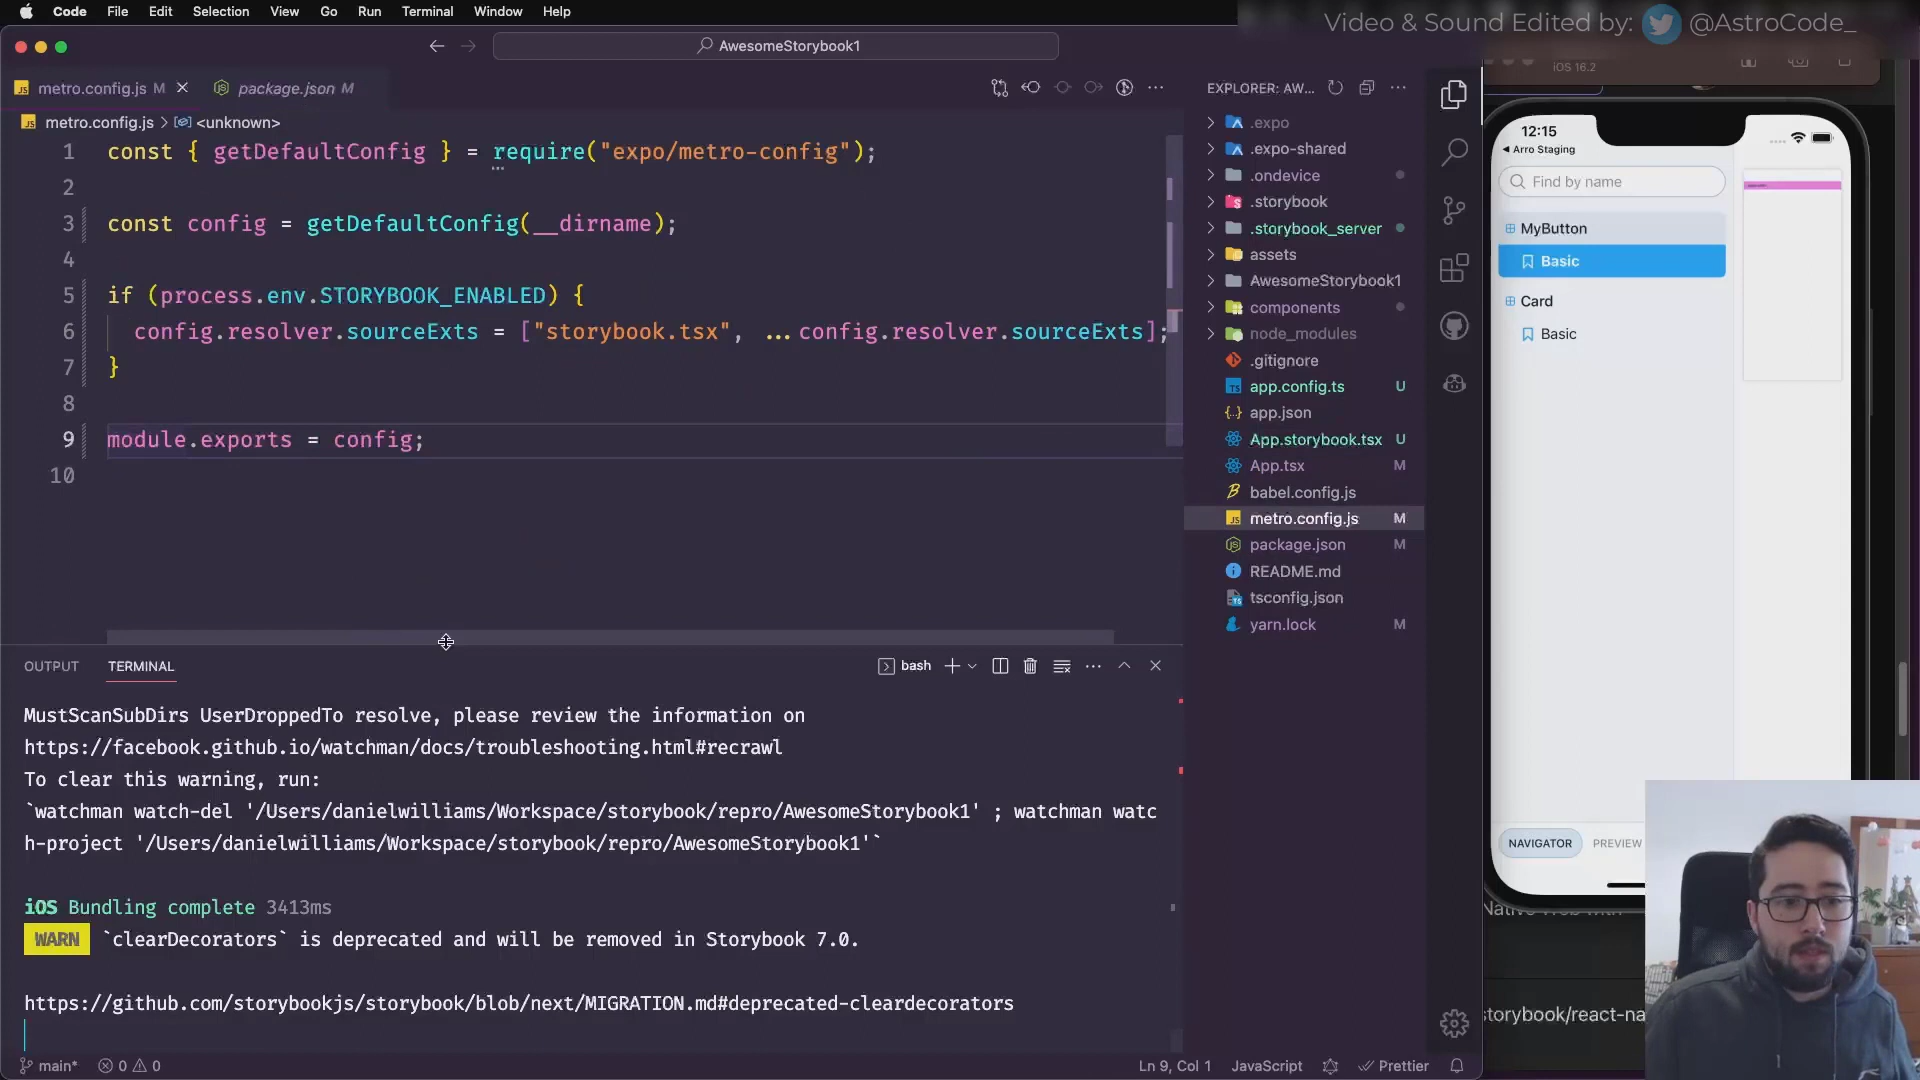 Code File Edit Selection View Go Run Terminal Window Help
Video & Sound Edited by: @AstroCode_
AwesomeStorybook1
iOS 16.2
metro.config.js M
package.json M
EXPLORER: AW...
metro.config.js > <unknown>
1 const { getDefaultConfig } = require("expo/metro-config");
2
3 const config = getDefaultConfig(__dirname);
4
5 if (process.env.STORYBOOK_ENABLED) {
6 config.resolver.sourceExts = ["storybook.tsx", ...config.resolver.sourceExts];
7 }
8
9 module.exports = config;
10
.expo
.expo-shared
.ondevice
.storybook
.storybook_server
assets
AwesomeStorybook1
components
node_modules
.gitignore
app.config.ts U
app.json
App.storybook.tsx U
App.tsx M
babel.config.js
metro.config.js M
package.json M
README.md
tsconfig.json
yarn.lock M
12:15
Arro Staging
Find by name
MyButton
Basic
Card
Basic
NAVIGATOR PREVIEW
OUTPUT TERMINAL
bash
MustScanSubDirs UserDroppedTo resolve, please review the information on
https://facebook.github.io/watchman/docs/troubleshooting.html#recrawl
To clear this warning, run:
`watchman watch-del '/Users/danielwilliams/Workspace/storybook/repro/AwesomeStorybook1' ; watchman watc
h-project '/Users/danielwilliams/Workspace/storybook/repro/AwesomeStorybook1'`
iOS Bundling complete 3413ms
WARN `clearDecorators` is deprecated and will be removed in Storybook 7.0.
https://github.com/storybookjs/storybook/blob/next/MIGRATION.md#deprecated-cleardecorators
storybook/react-na
main* 0 0
Ln 9, Col 1 JavaScript Prettier